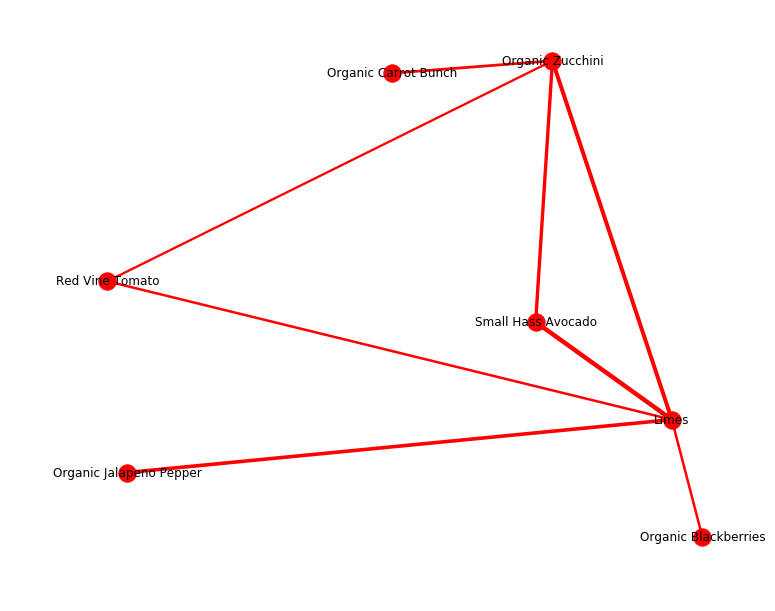 Organic Zucchini
Organic Carrot Bunch
Red Vine Tomato
Small Hass Avocado
Limes
Organic Jalapeno Pepper
Organic Blackberries